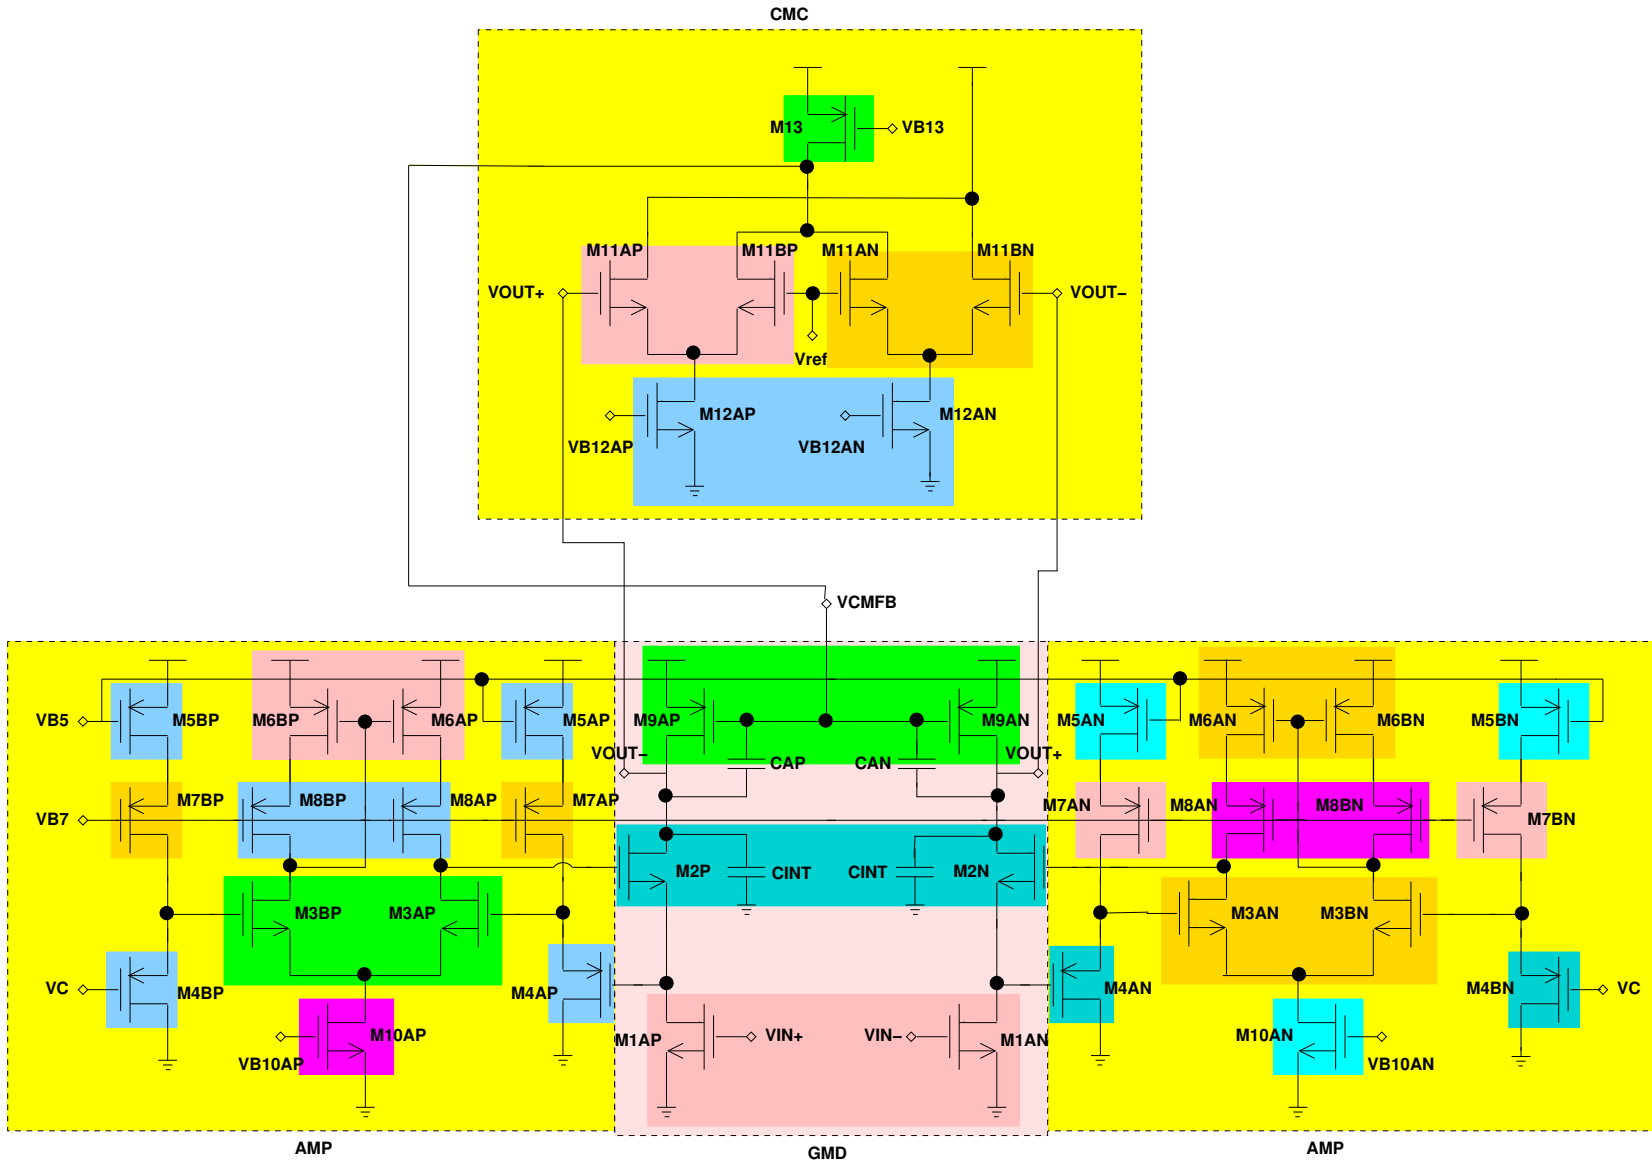 CMC
M13
VB13
M11AP
M11BP
M11AN
M11BN
VOUT+
VOUT−
Vref
M12AP
M12AN
VB12AP
VB12AN
VCMFB
VB5
M5BP
M6BP
M6AP
M5AP
M9AP
M9AN
M5AN
M6AN
M6BN
M5BN
VOUT−
VOUT+
CAP
CAN
VB7
M7BP
M8BP
M8AP
M7AP
M7AN
M8AN
M8BN
M7BN
M2P
CINT
CINT
M2N
M3BP
M3AP
M3AN
M3BN
VC
M4BP
M4AP
M4AN
M4BN
VC
VB10AP
M10AP
M1AP
VIN+
VIN−
M1AN
M10AN
VB10AN
AMP
GMD
AMP